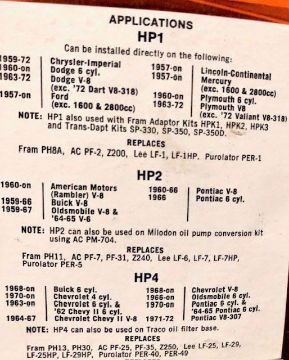 APPLICATIONS
HP1
Can be installed directly on the following:
1959-72 Chrysler-Imperial
1960-on Dodge 6 cyl.
1963-72 Dodge V-8
(exc. '72 Dart V8-318)
1957-on Ford
(exc. 1600 & 2800cc)
1957-on Lincoln-Continental
1957-on Mercury
(exc. 1600 & 2800cc)
1960-on Plymouth 6 cyl.
1963-72 Plymouth V8
(exc. '72 Valiant V8-318)
NOTE: HP1 also used with Fram Adaptor Kits HPK1, HPK2, HPK3
and Trans-Dapt Kits SP-330, SP-350, SP-350D.
REPLACES
Fram PH8A, AC PF-2, Z200, Lee LF-1, LF-1HP, Purolator PER-1
HP2
1960-on American Motors
(Rambler) V-8
1959-66 Buick V-8
1959-67 Oldsmobile V-8 &
'64-65 V-6
1960-66 Pontiac V-8
1966 Pontiac 6 cyl.
NOTE: HP2 can also be used on Milodon oil pump conversion kit
using AC PM-704.
REPLACES
Fram PH11, AC PF-7, PF-31, Z240, Lee LF-6, LF-7, LF-7HP,
Purolator PER-5
HP4
1968-on Buick 6 cyl.
1970-on Chevrolet 4 cyl.
1963-on Chevrolet 6 cyl. &
'62 Chevy II 6 cyl.
1964-67 Chevrolet Chevy II V-8
1968-on Chevrolet V-8
1966-on Oldsmobile 6 cyl.
1970-on Pontiac 6 cyl. &
'64-65 Pontiac 6 cyl.
1971-72 Pontiac V8-307
NOTE: HP4 can also be used on Traco oil filter base.
REPLACES
Fram PH13, PH30, AC PF-25, PF-35, Z250, Lee LF-25, LF-29,
LF-25HP, LF-29HP, Purolator PER-40, PER-49